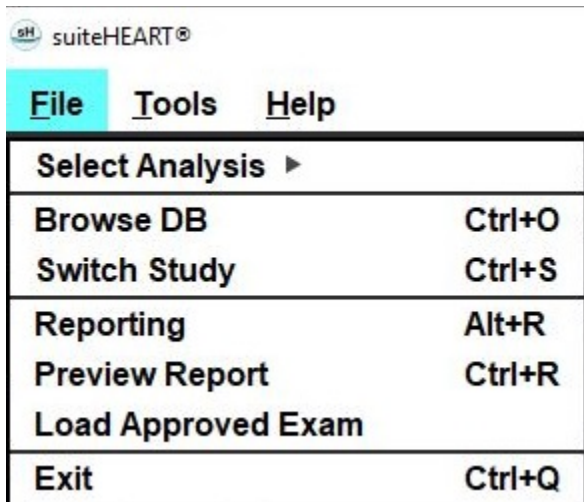 sH suiteHEART®
File Tools Help
Select Analysis ▶
Browse DB Ctrl+O
Switch Study Ctrl+S
Reporting Alt+R
Preview Report Ctrl+R
Load Approved Exam
Exit Ctrl+Q